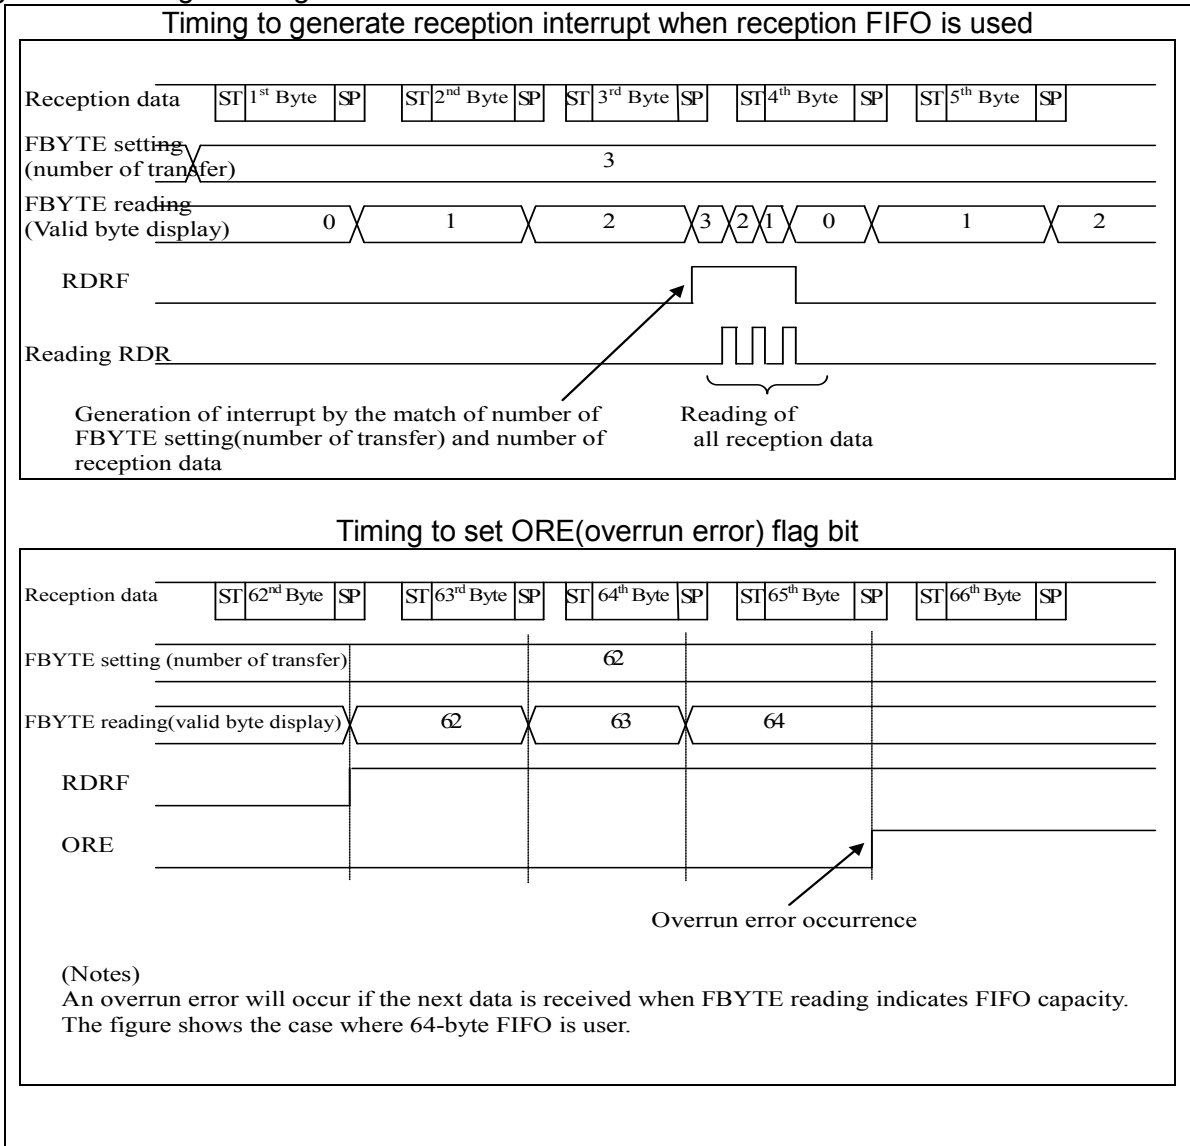 Timing to generate reception interrupt when reception FIFO is used
Reception data ST 1st Byte SP ST 2nd Byte SP ST 3rd Byte SP ST 4th Byte SP ST 5th Byte SP
FBYTE setting
(number of transfer) 3
FBYTE reading
(Valid byte display) 0 1 2 3 2 1 0 1 2
RDRF
Reading RDR
Generation of interrupt by the match of number of
FBYTE setting(number of transfer) and number of
reception data
Reading of
all reception data
Timing to set ORE(overrun error) flag bit
Reception data ST 62nd Byte SP ST 63rd Byte SP ST 64th Byte SP ST 65th Byte SP ST 66th Byte SP
FBYTE setting (number of transfer) 62
FBYTE reading(valid byte display) 62 63 64
RDRF
ORE
Overrun error occurrence
(Notes)
An overrun error will occur if the next data is received when FBYTE reading indicates FIFO capacity.
The figure shows the case where 64-byte FIFO is user.